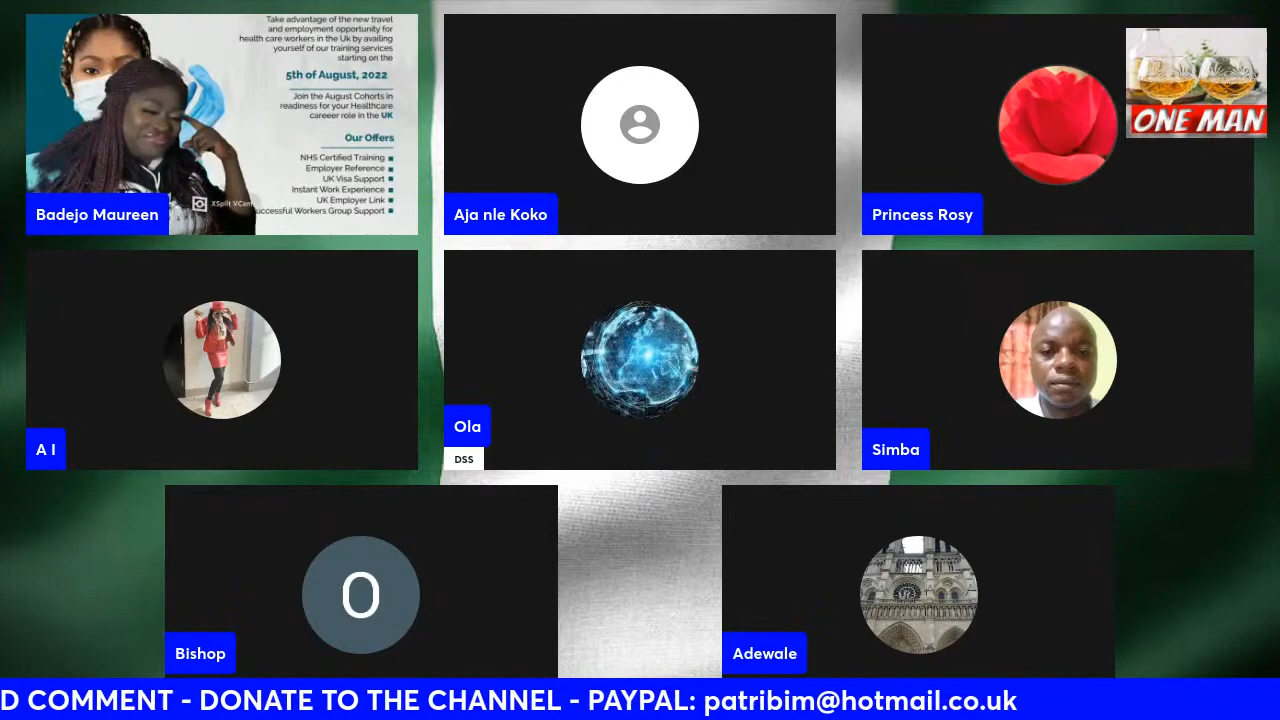 Take advantage of the new travel
and employment opportunity for
health care workers in the Uk by availing
yourself of our training services
starting on the
5th of August, 2022
Join the August Cohorts in
readiness for your Healthcare
careeer role in the UK
Our Offers
NHS Certified Training
Employer Reference
UK Visa Support
Instant Work Experience
UK Employer Link
uccessful Workers Group Support
XSplit VCam
Badejo Maureen
Aja nle Koko
Princess Rosy
ONE MAN
A I
Ola
DSS
Simba
O
Bishop
Adewale
D COMMENT - DONATE TO THE CHANNEL - PAYPAL: patribim@hotmail.co.uk